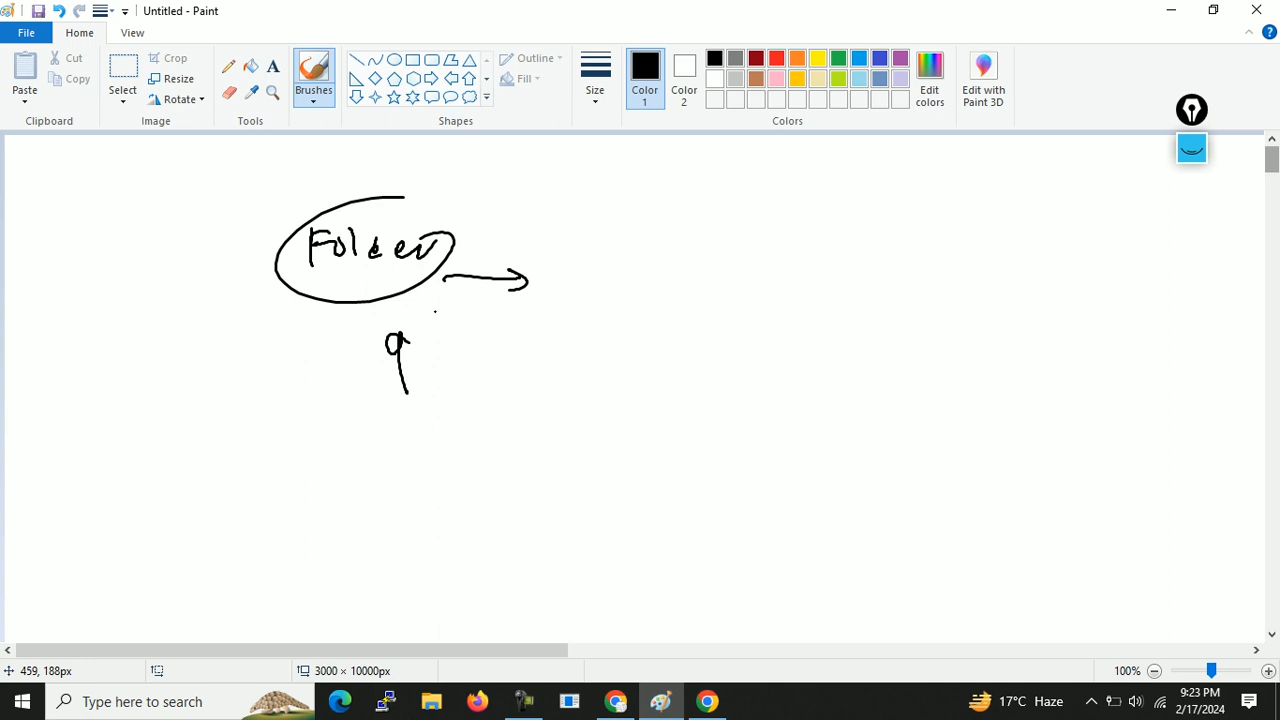 Untitled - Paint
File
Home
View
Paste
Cut
Copy
Clipboard
Select
Crop
Resize
Rotate
Image
Tools
Brushes
Shapes
Outline
Fill
Size
Color 1
Color 2
Edit colors
Colors
Edit with Paint 3D
Folder
q
459, 188px
3000 × 10000px
100%
Type here to search
17°C Haze
9:23 PM
2/17/2024